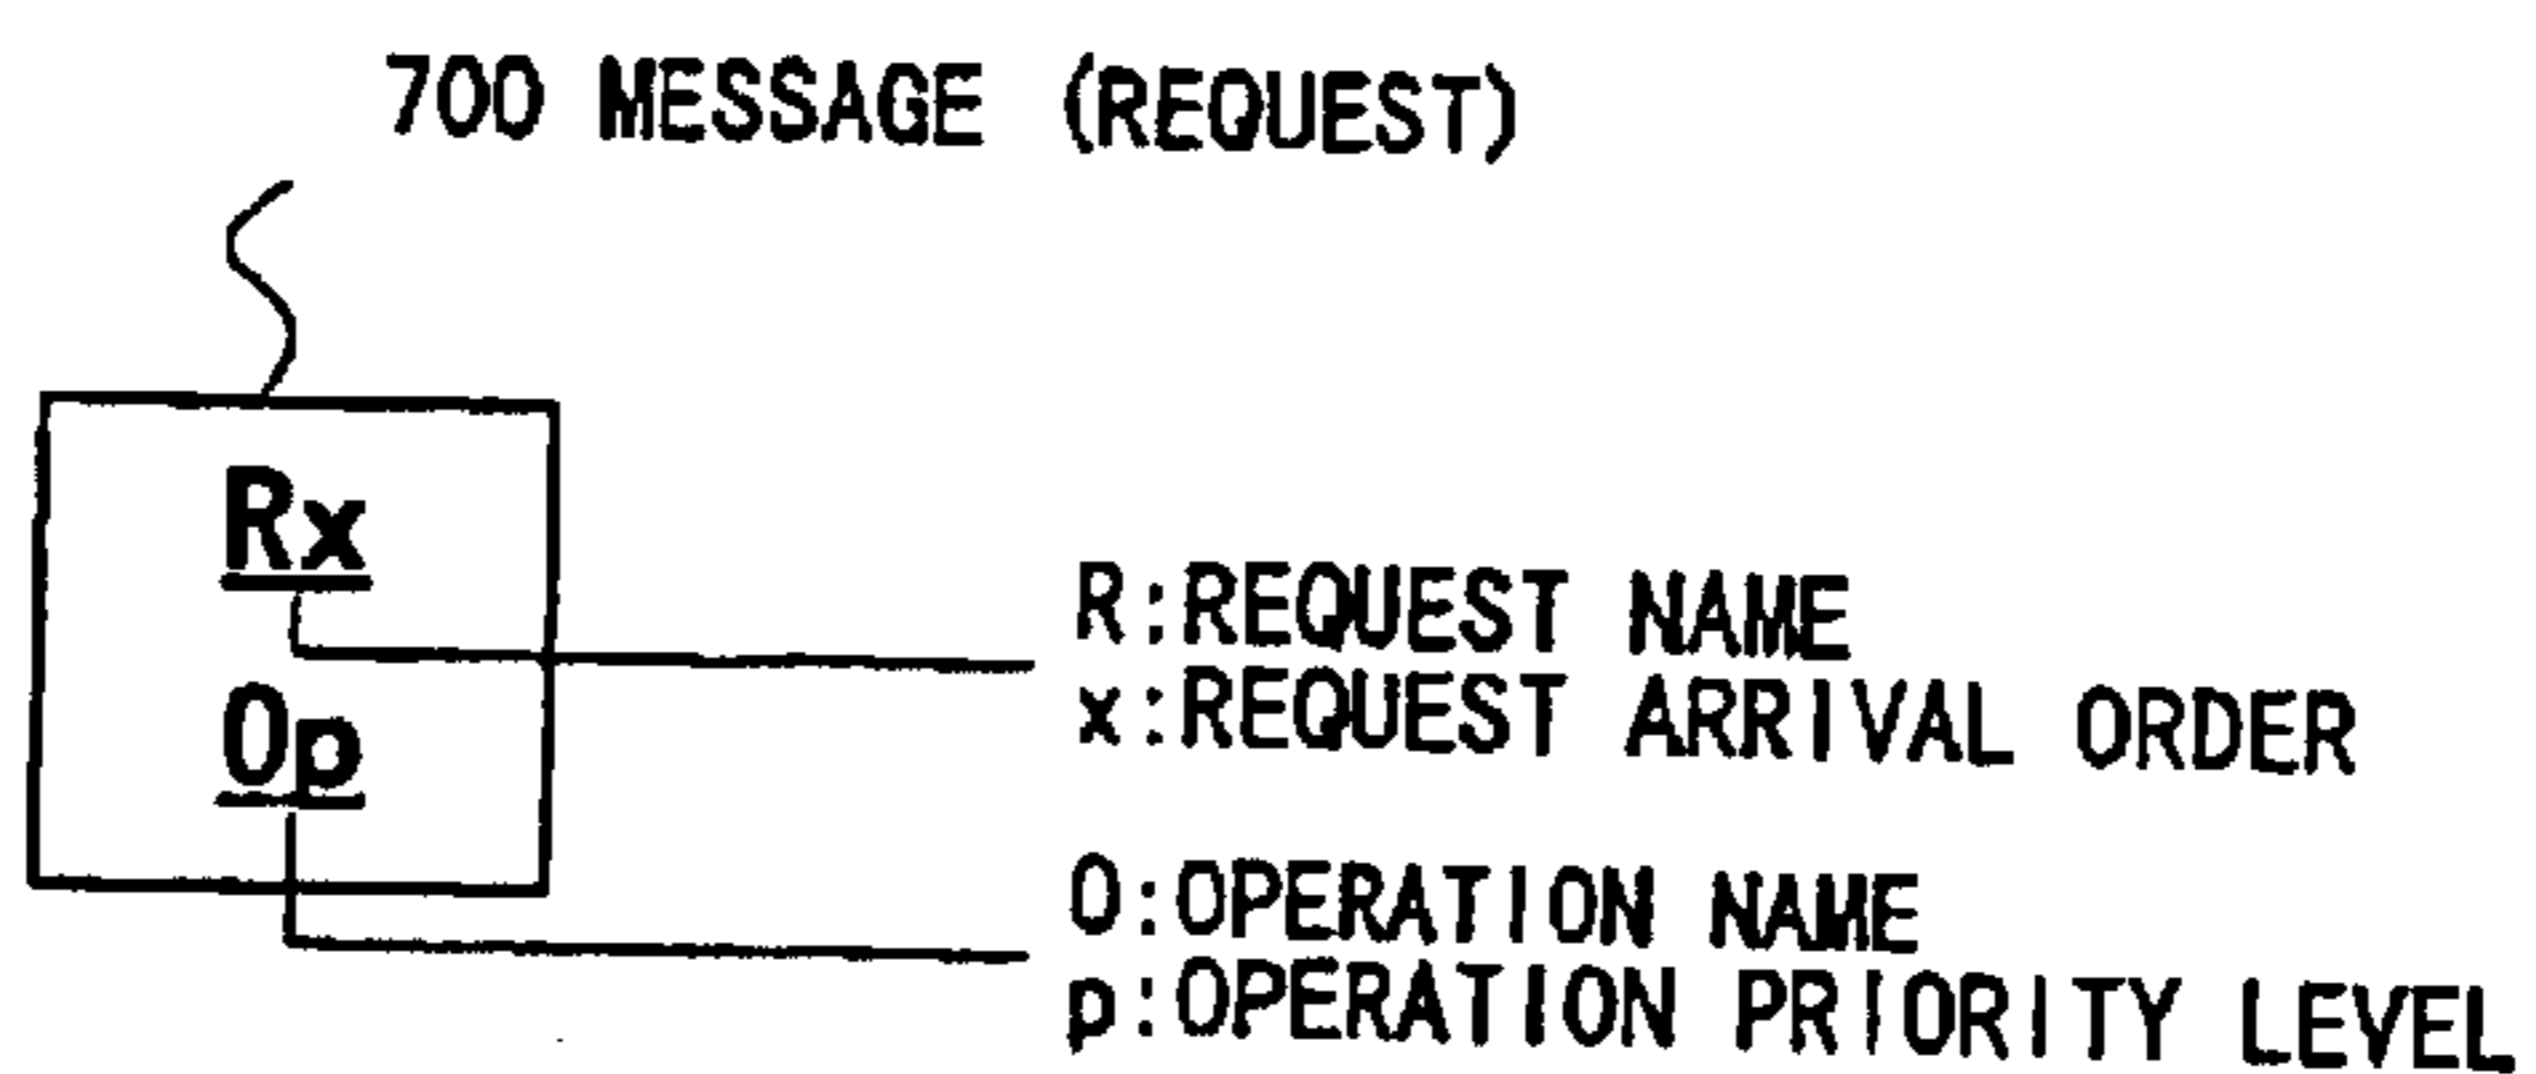 700 MESSAGE (REQUEST)
Rx
R:REQUEST NAME
x:REQUEST ARRIVAL ORDER
Op
O:OPERATION NAME
p:OPERATION PRIORITY LEVEL